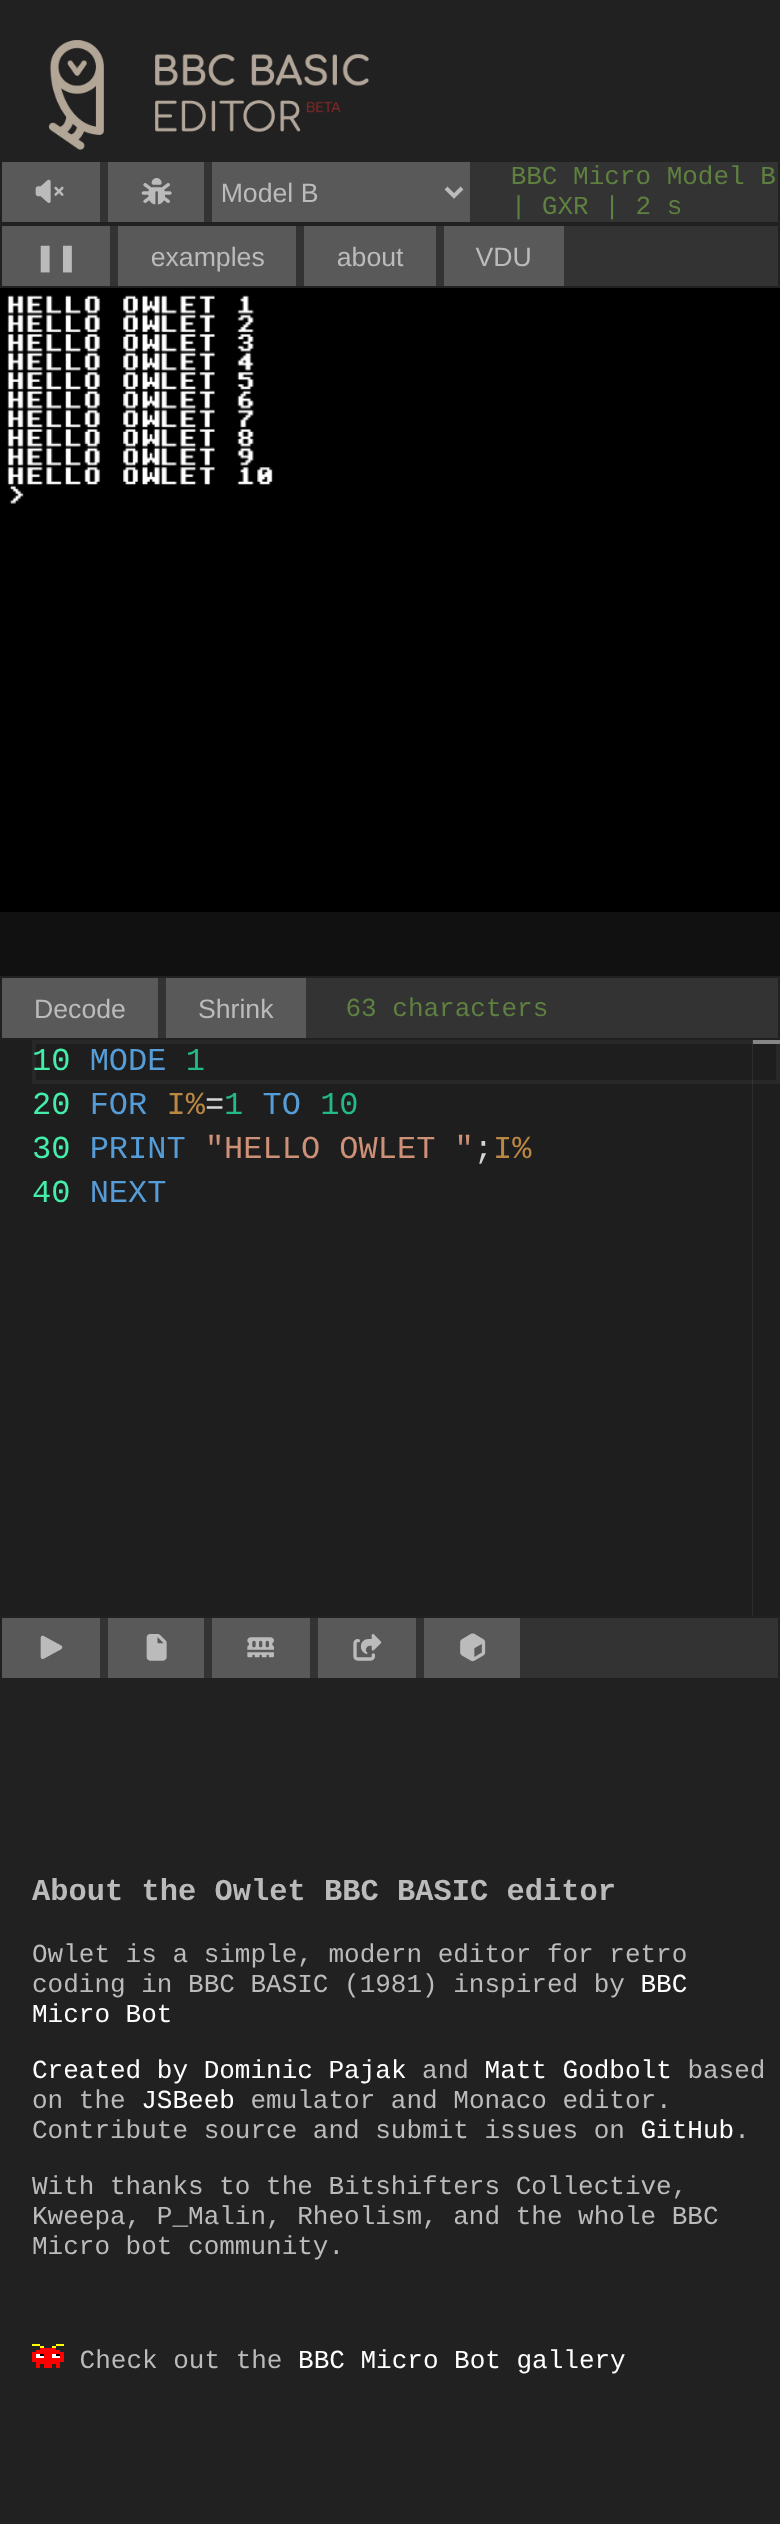 BBC BASIC
EDITOR BETA
Model B
BBC Micro Model B
| GXR | 2 s
examples about VDU
HELLO OWLET 1
HELLO OWLET 2
HELLO OWLET 3
HELLO OWLET 4
HELLO OWLET 5
HELLO OWLET 6
HELLO OWLET 7
HELLO OWLET 8
HELLO OWLET 9
HELLO OWLET 10
>
Decode Shrink 63 characters
10 MODE 1
20 FOR I%=1 TO 10
30 PRINT "HELLO OWLET ";I%
40 NEXT
About the Owlet BBC BASIC editor
Owlet is a simple, modern editor for retro
coding in BBC BASIC (1981) inspired by BBC
Micro Bot
Created by Dominic Pajak and Matt Godbolt based
on the JSBeeb emulator and Monaco editor.
Contribute source and submit issues on GitHub.
With thanks to the Bitshifters Collective,
Kweepa, P_Malin, Rheolism, and the whole BBC
Micro bot community.
Check out the BBC Micro Bot gallery